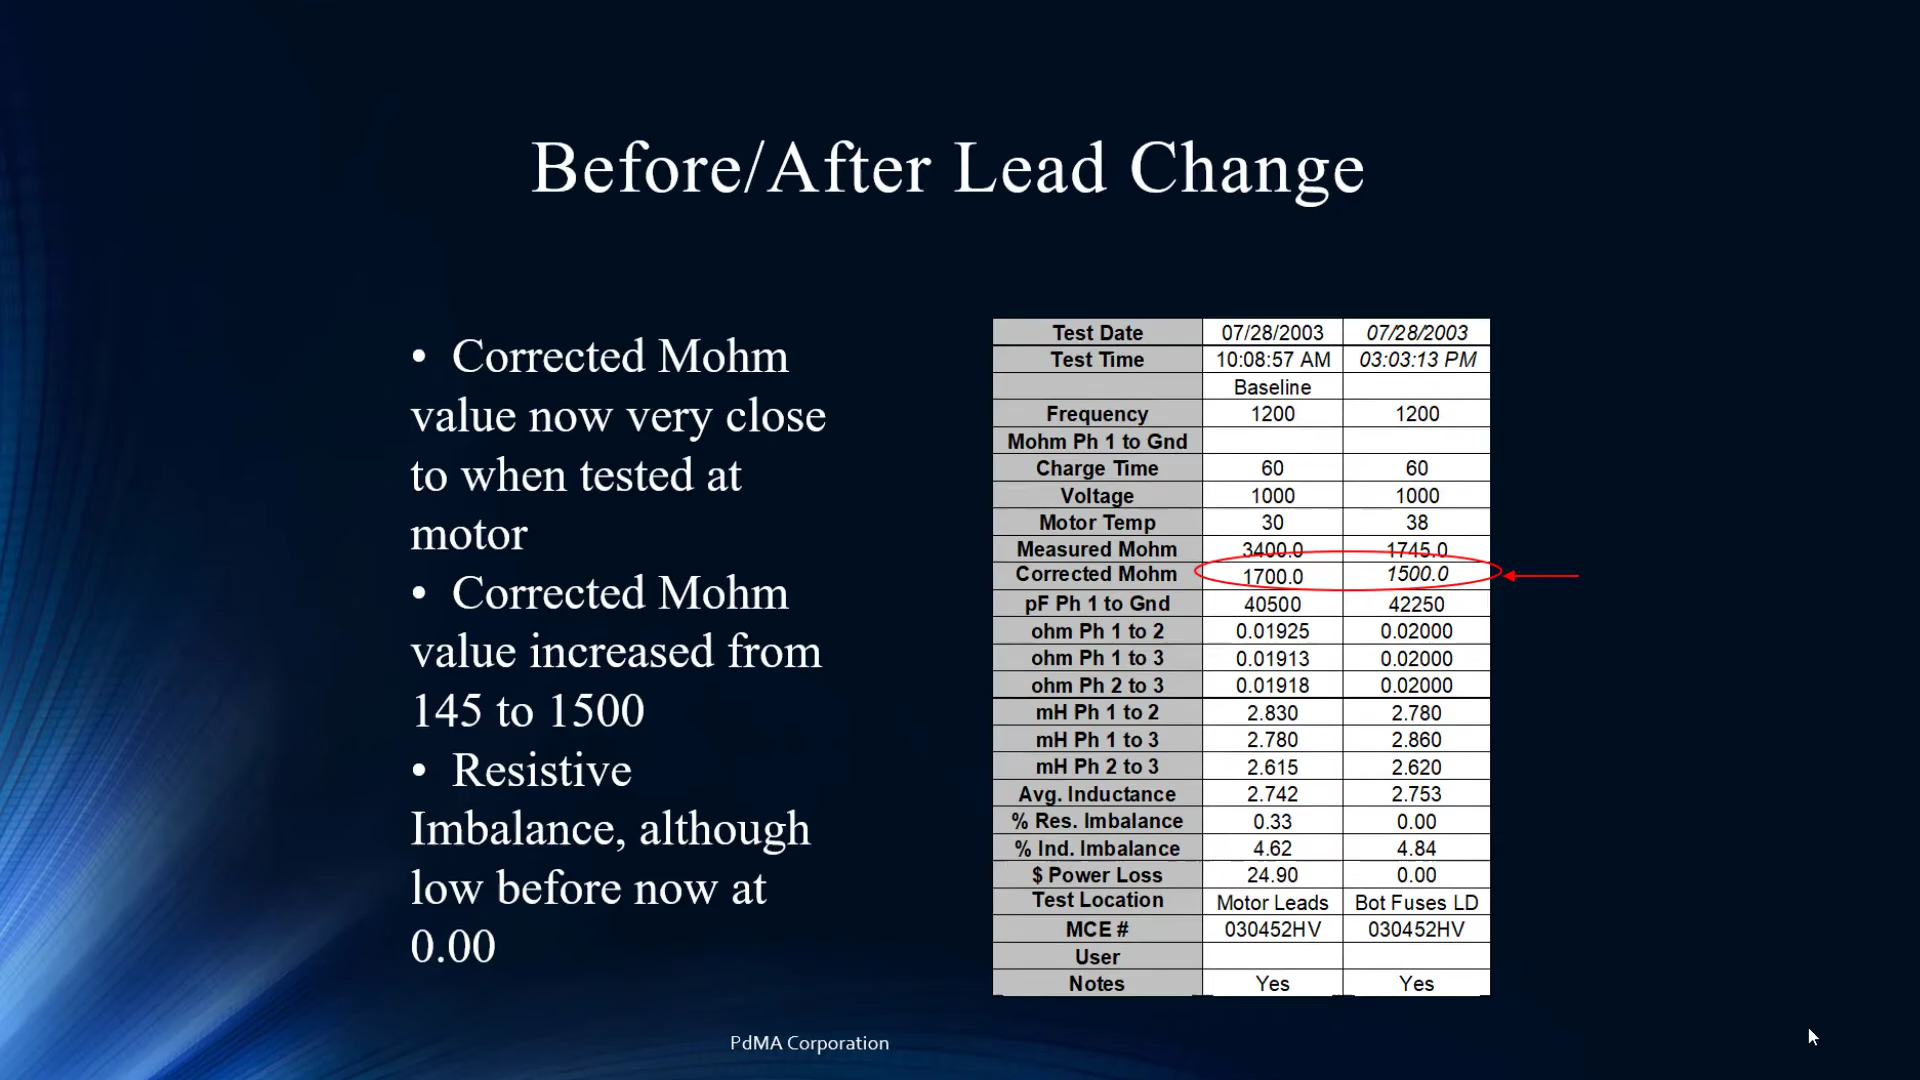 Before/After Lead Change
• Corrected Mohm
value now very close
to when tested at
motor
• Corrected Mohm
value increased from
145 to 1500
• Resistive
Imbalance, although
low before now at
0.00
Test Date 07/28/2003 07/28/2003
Test Time 10:08:57 AM 03:03:13 PM
Baseline
Frequency 1200 1200
Mohm Ph 1 to Gnd
Charge Time 60 60
Voltage 1000 1000
Motor Temp 30 38
Measured Mohm 3400.0 1745.0
Corrected Mohm 1700.0 1500.0
pF Ph 1 to Gnd 40500 42250
ohm Ph 1 to 2 0.01925 0.02000
ohm Ph 1 to 3 0.01913 0.02000
ohm Ph 2 to 3 0.01918 0.02000
mH Ph 1 to 2 2.830 2.780
mH Ph 1 to 3 2.780 2.860
mH Ph 2 to 3 2.615 2.620
Avg. Inductance 2.742 2.753
% Res. Imbalance 0.33 0.00
% Ind. Imbalance 4.62 4.84
$ Power Loss 24.90 0.00
Test Location Motor Leads Bot Fuses LD
MCE # 030452HV 030452HV
User
Notes Yes Yes
PdMA Corporation